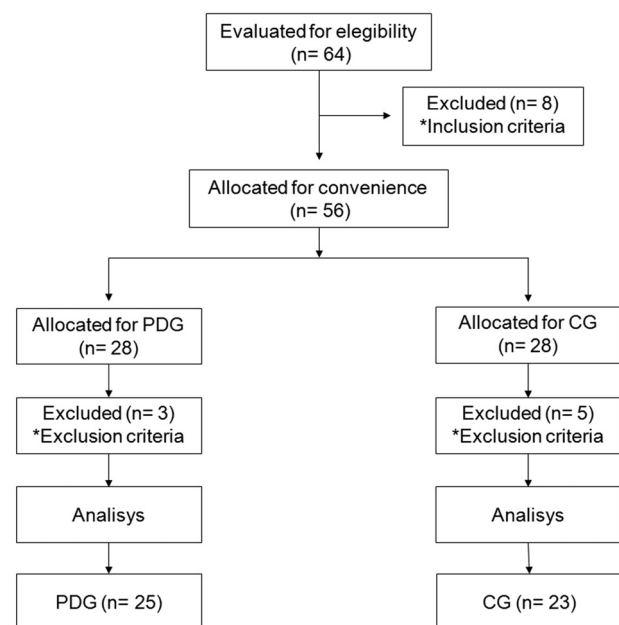 Evaluated for elegibility
(n= 64)
Excluded (n= 8)
*Inclusion criteria
Allocated for convenience
(n= 56)
Allocated for PDG
(n= 28)
Allocated for CG
(n= 28)
Excluded (n= 3)
*Exclusion criteria
Excluded (n= 5)
*Exclusion criteria
Analisys
Analisys
PDG (n= 25)
CG (n= 23)